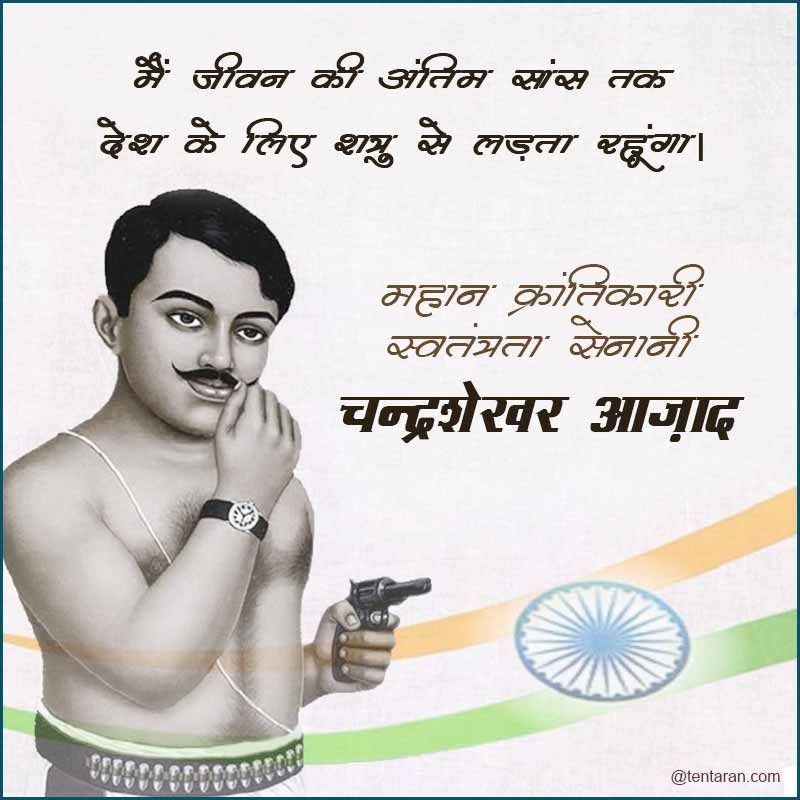 मैं जीवन की अंतिम सांस तक
देश के लिए शत्रु से लड़ता रहूंगा|
महान क्रांतिकारी
स्वतंत्रता सेनानी
चन्द्रशेखर आज़ाद
@tentaran.com